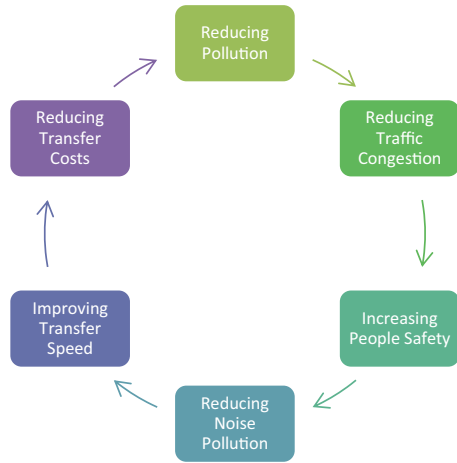 Reducing
Pollution
Reducing
Traffic
Congestion
Increasing
People Safety
Reducing
Noise
Pollution
Improving
Transfer
Speed
Reducing
Transfer
Costs